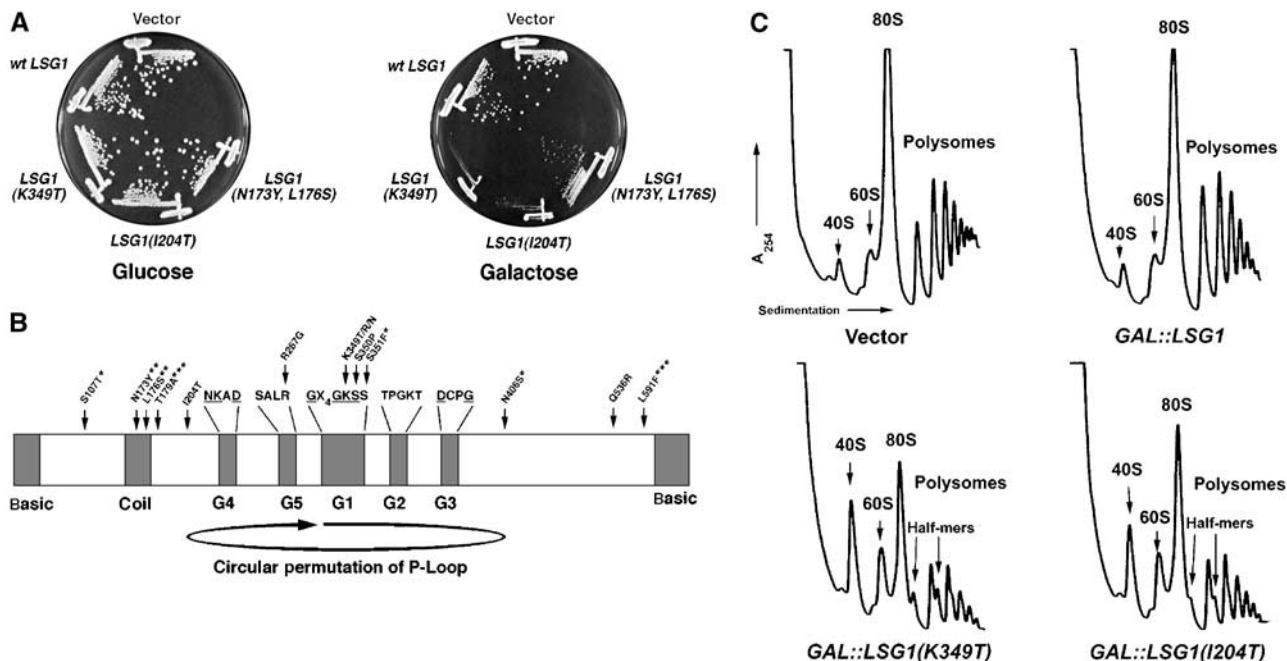 A
Vector
wt LSG1
LSG1
(K349T)
LSG1
(N173Y, L176S)
LSG1(I204T)
Glucose
Vector
wt LSG1
LSG1
(K349T)
LSG1
(N173Y, L176S)
LSG1(I204T)
Galactose
B
S107T*
N173Y**
L176S**
T179A***
I204T
R267G
K349T/R/N
S350P
S351F*
N406S*
Q536R
L591F***
NKAD
SALR
GX4GKSS
TPGKT
DCPG
Basic
Coil
G4
G5
G1
G2
G3
Basic
Circular permutation of P-Loop
C
80S
Polysomes
60S
40S
A254
Sedimentation
Vector
80S
Polysomes
60S
40S
GAL::LSG1
80S
40S
Polysomes
60S
Half-mers
GAL::LSG1(K349T)
80S
40S
Polysomes
60S
Half-mers
GAL::LSG1(I204T)